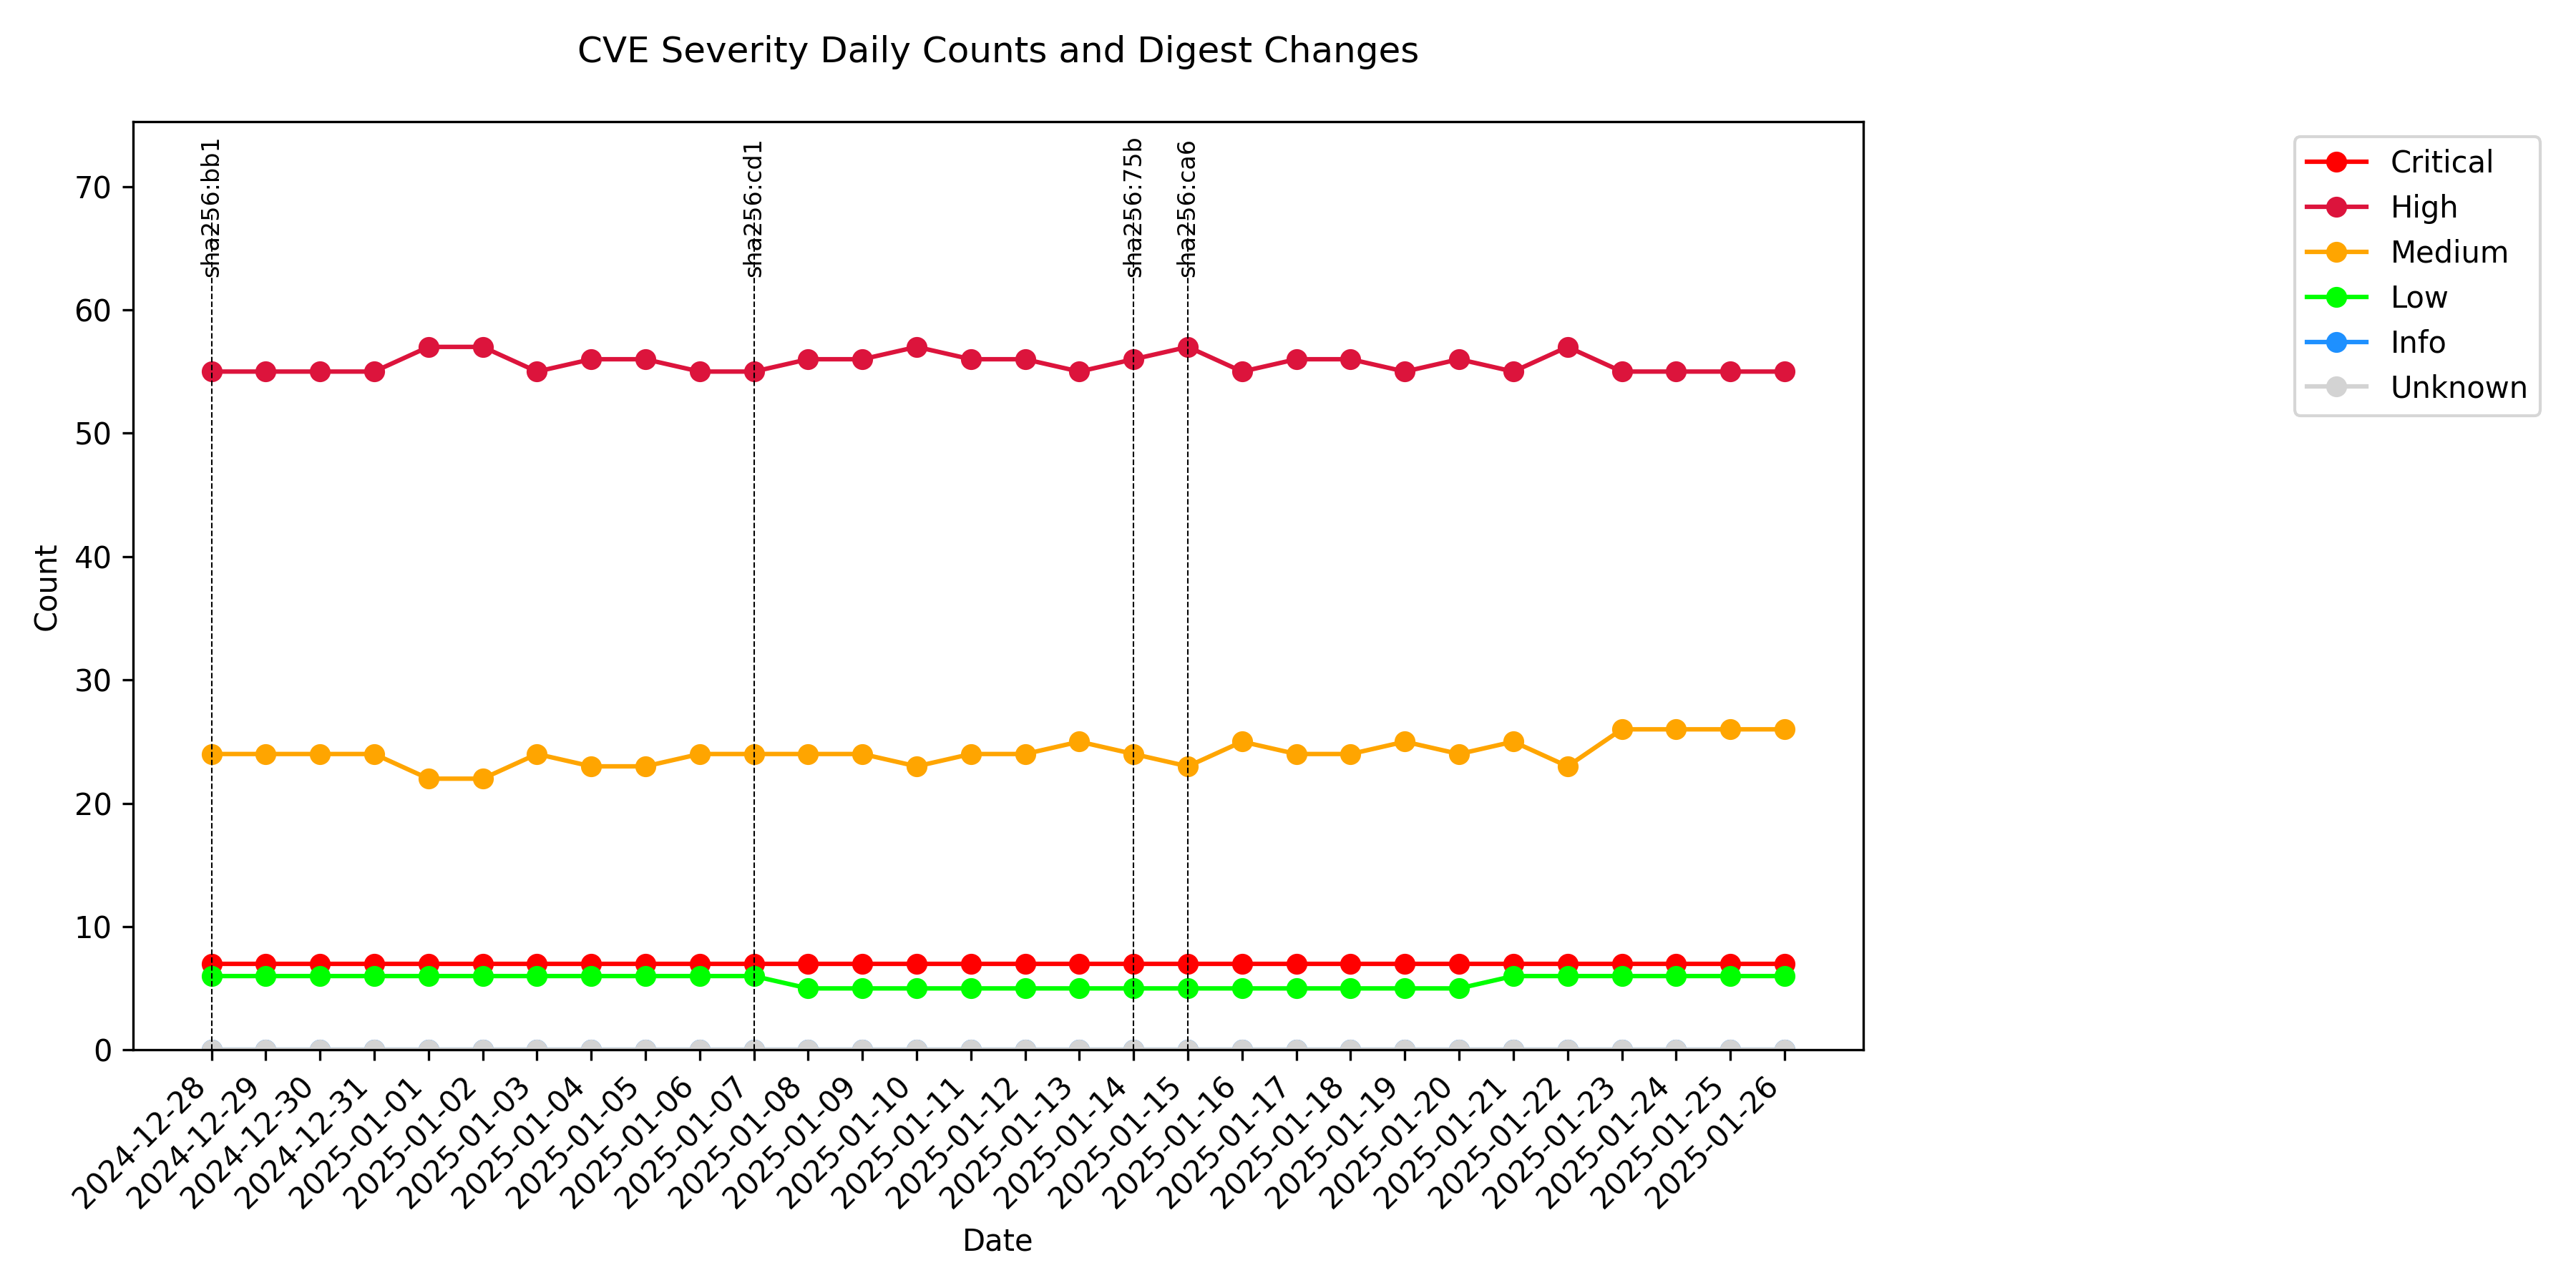 CVE Severity Daily Counts and Digest Changes
sha256:bb1
sha256:cd1
sha256:75b
sha256:ca6
Critical
High
Medium
Low
Info
Unknown
Count
70
60
50
40
30
20
10
0
2024-12-28
2024-12-29
2024-12-30
2024-12-31
2025-01-01
2025-01-02
2025-01-03
2025-01-04
2025-01-05
2025-01-06
2025-01-07
2025-01-08
2025-01-09
2025-01-10
2025-01-11
2025-01-12
2025-01-13
2025-01-14
2025-01-15
2025-01-16
2025-01-17
2025-01-18
2025-01-19
2025-01-20
2025-01-21
2025-01-22
2025-01-23
2025-01-24
2025-01-25
2025-01-26
Date